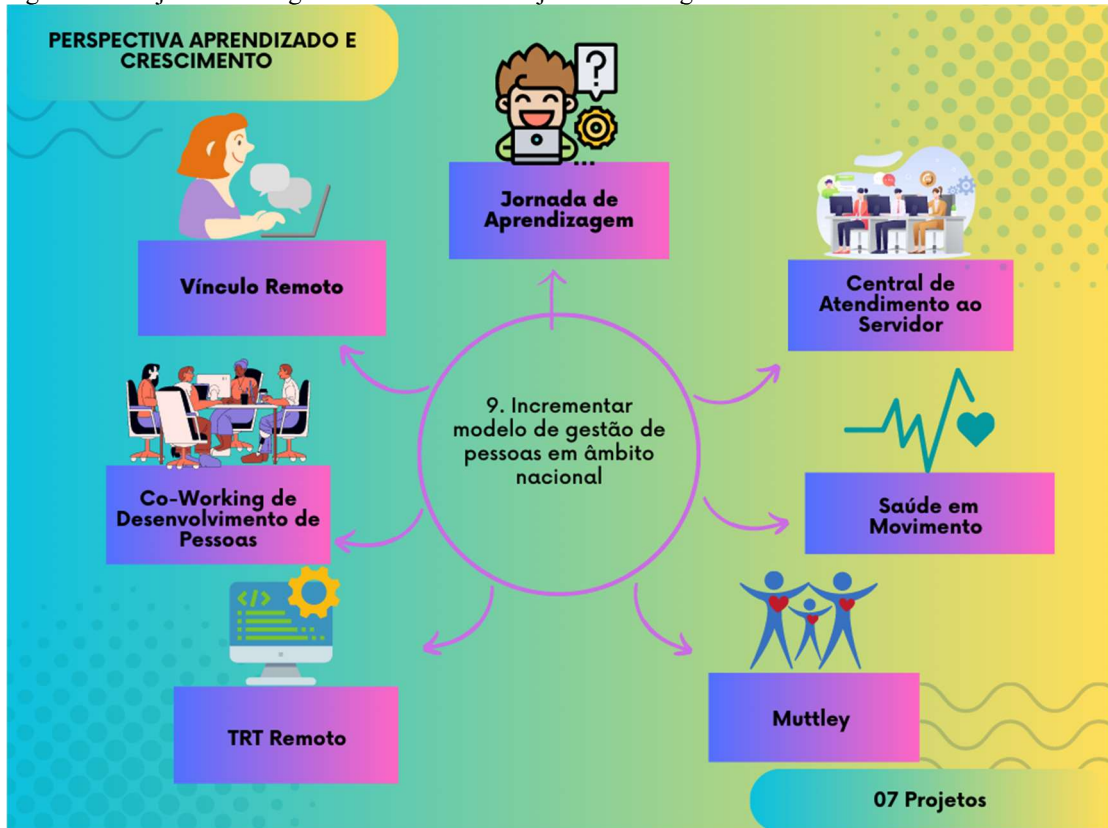 PERSPECTIVA APRENDIZADO E
CRESCIMENTO
?
...
Jornada de
Aprendizagem
Vínculo Remoto
Central de
Atendimento ao
Servidor
9. Incrementar
modelo de gestão de
pessoas em âmbito
nacional
Co-Working de
Desenvolvimento de
Pessoas
Saúde em
Movimento
</>
TRT Remoto
Muttley
07 Projetos